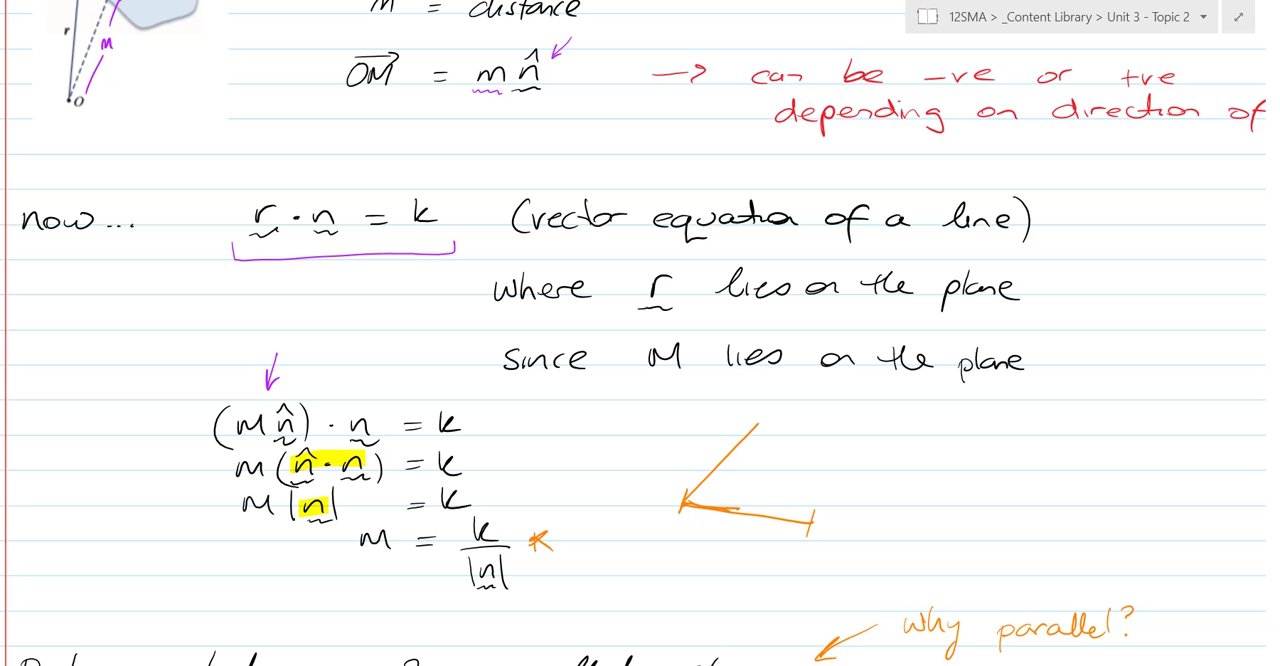 m = distance
12SMA > _Content Library > Unit 3 - Topic 2
r
M
O
OM = m n̂ → can be -ve or +ve
depending on direction of
now... r · n = k (vector equation of a line)
where r lies on the plane
since M lies on the plane
(m n̂) · n = k
m (n̂ · n) = k
m |n| = k
m = k / |n| *
why parallel?